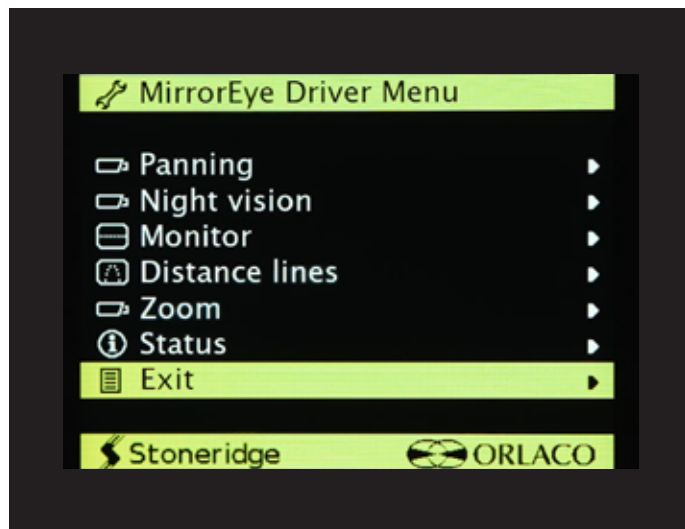 MirrorEye Driver Menu
Panning
Night vision
Monitor
Distance lines
Zoom
Status
Exit
Stoneridge ORLACO